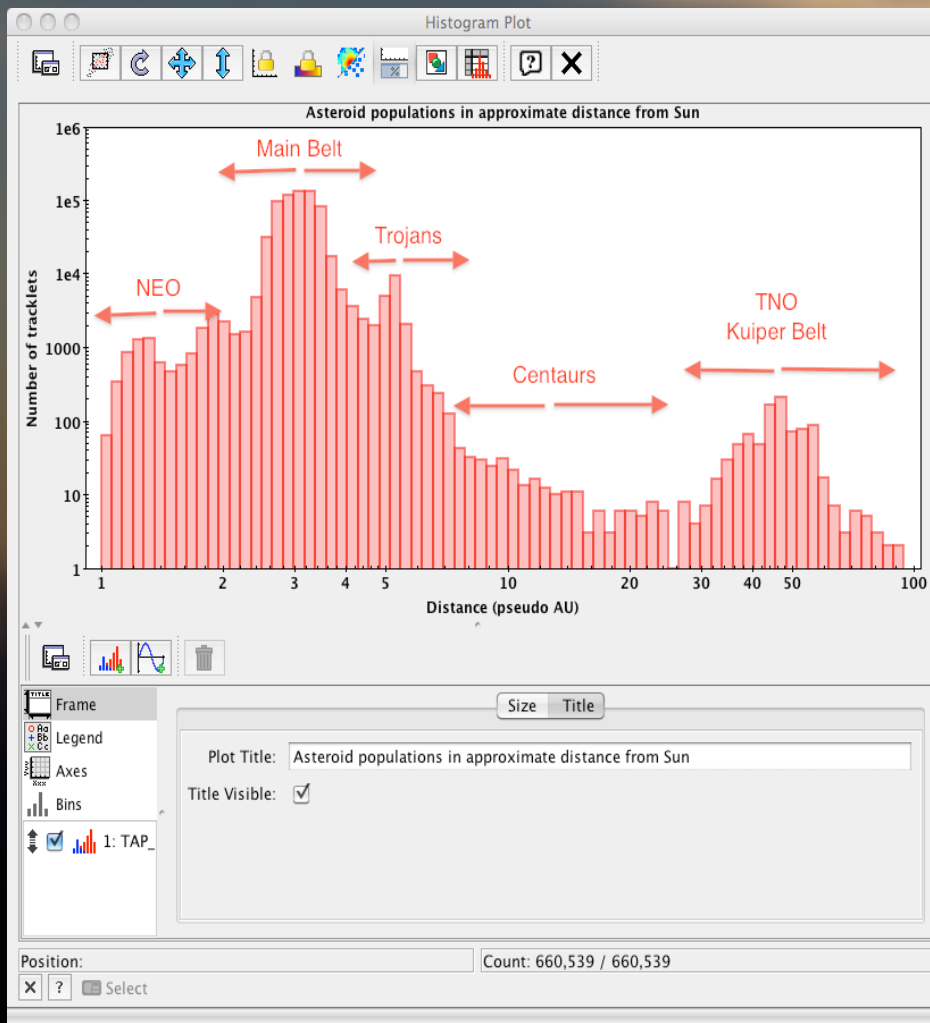 Histogram Plot
Asteroid populations in approximate distance from Sun
1e6
1e5
1e4
1000
100
10
1
Number of tracklets
Main Belt
Trojans
NEO
TNO
Kuiper Belt
Centaurs
1 2 3 4 5 10 20 30 40 50 100
Distance (pseudo AU)
Frame
Legend
Axes
Bins
1: TAP_
Size Title
Plot Title: Asteroid populations in approximate distance from Sun
Title Visible:
Position:
Count: 660,539 / 660,539
Select